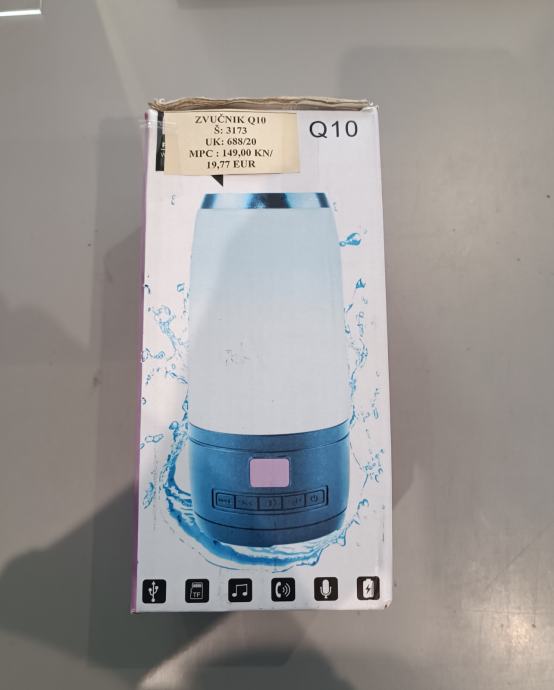 ZVUČNIK Q10
Š: 3173
UK: 688/20
MPC : 149,00 KN/
19,77 EUR
Q10
TF